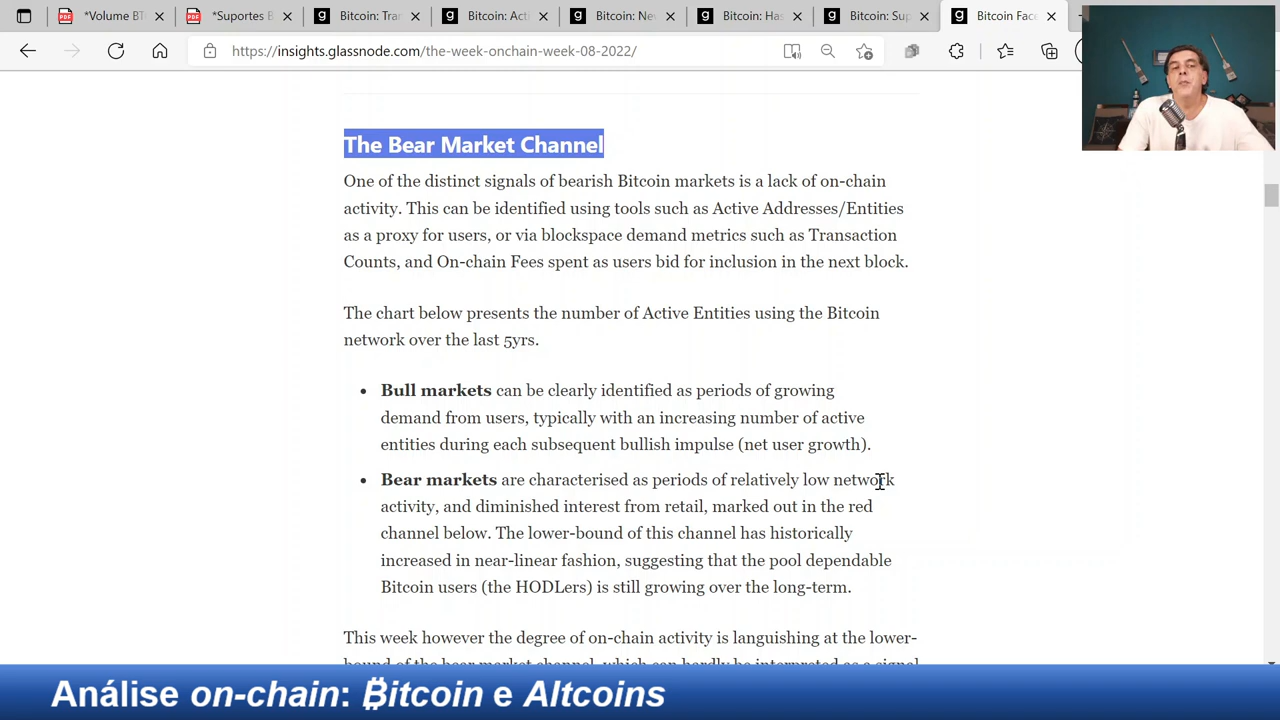 *Volume BT
*Suportes B
Bitcoin: Tra
Bitcoin: Acti
Bitcoin: Ne
Bitcoin: Has
Bitcoin: Sup
Bitcoin Face
https://insights.glassnode.com/the-week-onchain-week-08-2022/
The Bear Market Channel
One of the distinct signals of bearish Bitcoin markets is a lack of on-chain
activity. This can be identified using tools such as Active Addresses/Entities
as a proxy for users, or via blockspace demand metrics such as Transaction
Counts, and On-chain Fees spent as users bid for inclusion in the next block.
The chart below presents the number of Active Entities using the Bitcoin
network over the last 5yrs.
• Bull markets can be clearly identified as periods of growing
demand from users, typically with an increasing number of active
entities during each subsequent bullish impulse (net user growth).
• Bear markets are characterised as periods of relatively low network
activity, and diminished interest from retail, marked out in the red
channel below. The lower-bound of this channel has historically
increased in near-linear fashion, suggesting that the pool dependable
Bitcoin users (the HODLers) is still growing over the long-term.
This week however the degree of on-chain activity is languishing at the lower-
bound of the bear market channel, which can hardly be interpreted as a signal
Análise on-chain: ₿itcoin e Altcoins